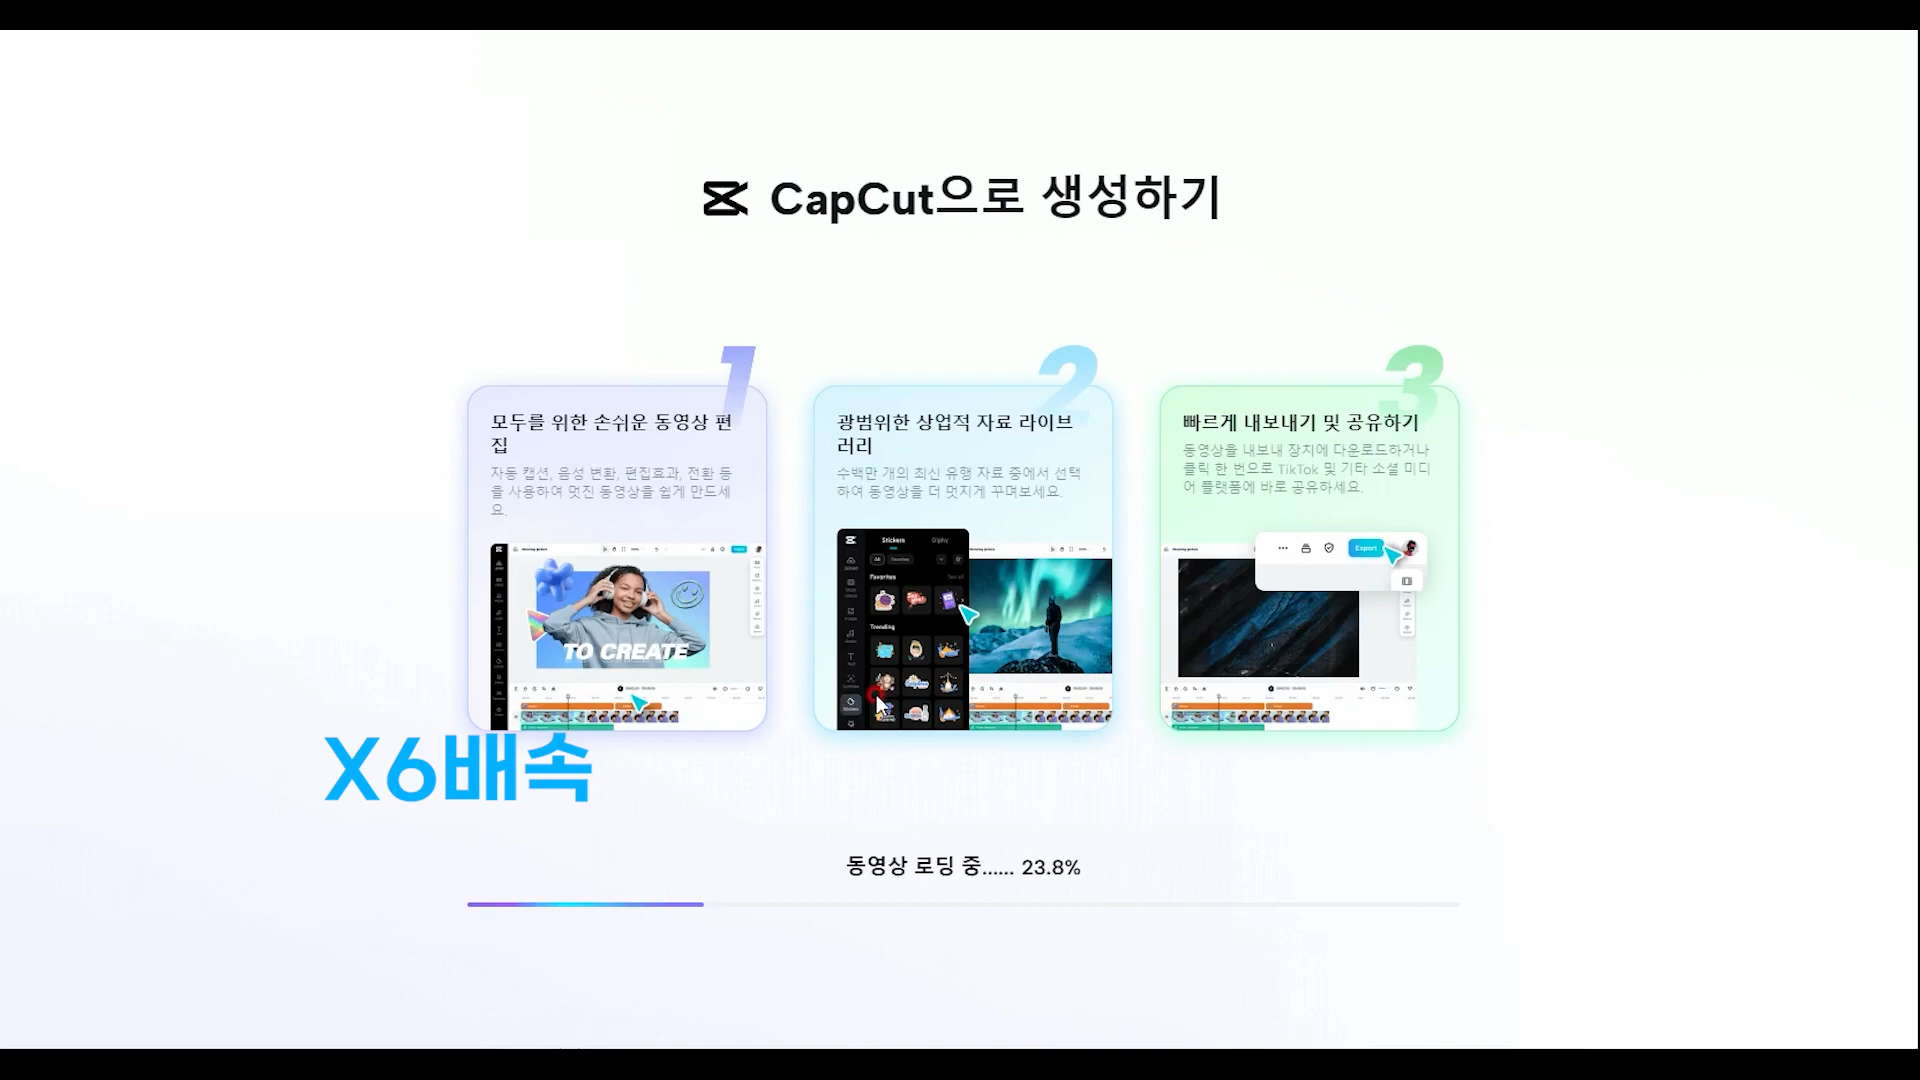 CapCut으로 생성하기
1
모두를 위한 손쉬운 동영상 편
집
자동 캡션, 음성 변환, 편집효과, 전환 등
을 사용하여 멋진 동영상을 쉽게 만드세
요.
TO CREATE
2
광범위한 상업적 자료 라이브
러리
수백만 개의 최신 유행 자료 중에서 선택
하여 동영상을 더 멋지게 꾸며보세요.
Stickers Giphy
All Favorites
Favorites See all
Trending
3
빠르게 내보내기 및 공유하기
동영상을 내보내 장치에 다운로드하거나
클릭 한 번으로 TikTok 및 기타 소셜 미디
어 플랫폼에 바로 공유하세요.
Export
X6배속
동영상 로딩 중...... 23.8%